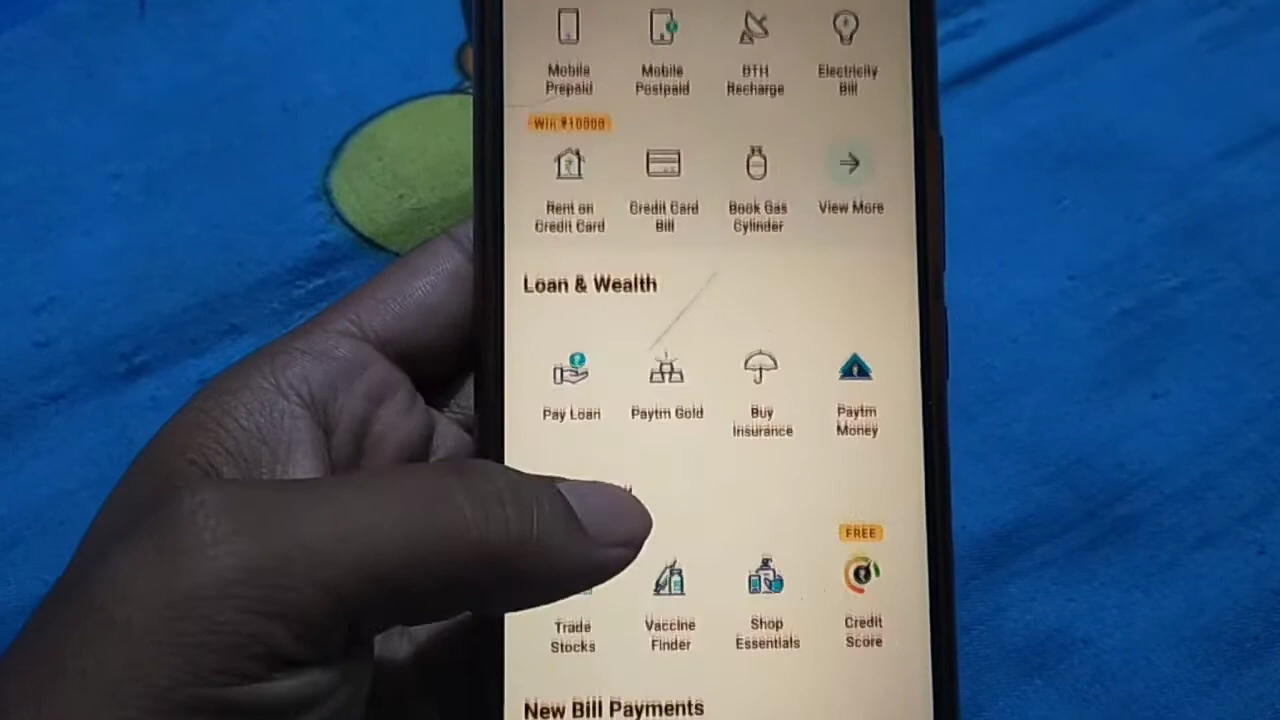 Mobile Mobile DTH Electricity
Prepaid Postpaid Recharge Bill
Win ₹10000
Rent on Credit Card Book Gas View More
Credit Card Bill Cylinder
Loan & Wealth
Pay Loan Paytm Gold Buy Paytm
Insurance Money
FREE
Trade Vaccine Shop Credit
Stocks Finder Essentials Score
New Bill Payments